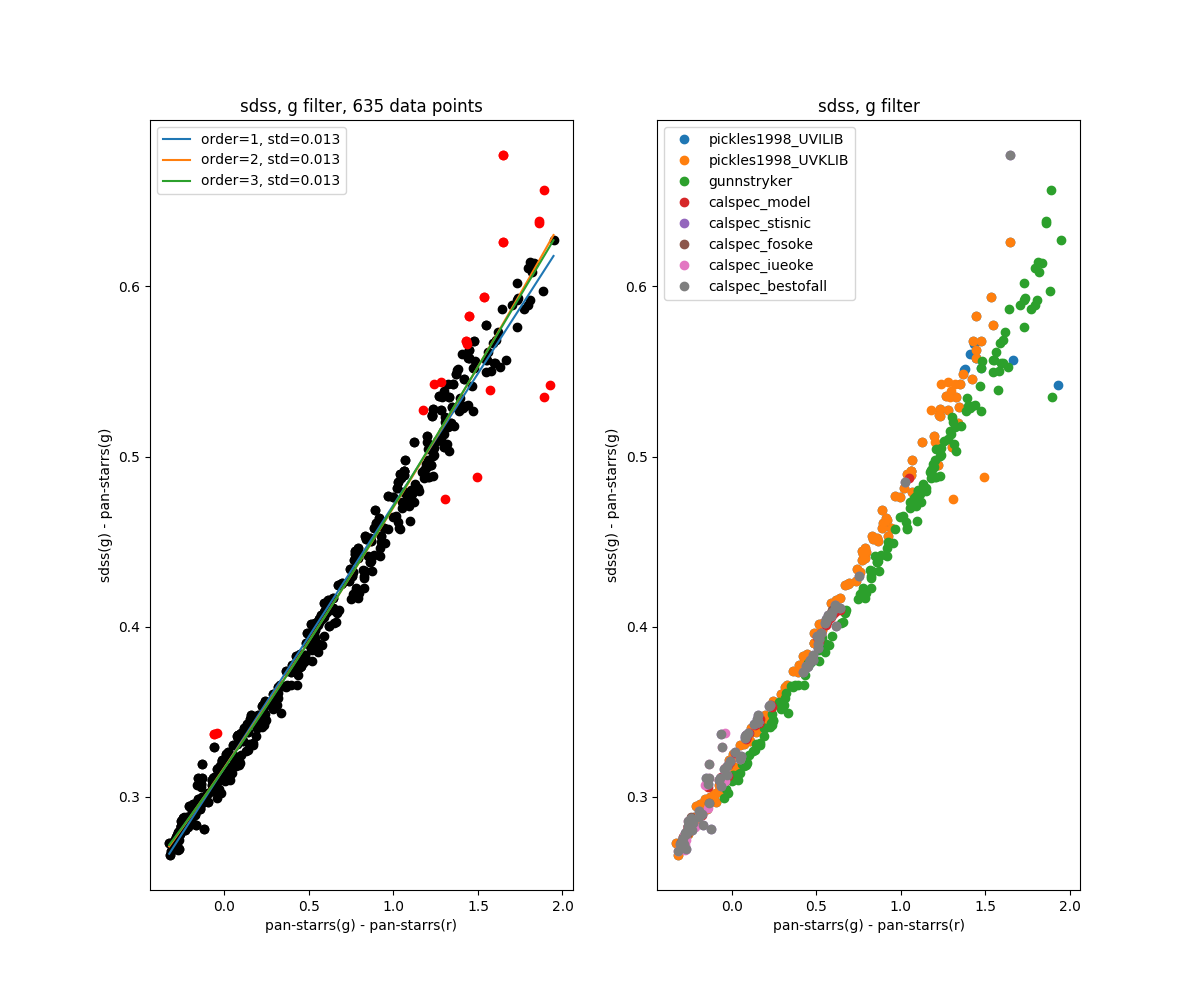 sdss, g filter, 635 data points
order=1, std=0.013
order=2, std=0.013
order=3, std=0.013
0.6
0.5
0.4
0.3
sdss(g) - pan-starrs(g)
0.0 0.5 1.0 1.5 2.0
pan-starrs(g) - pan-starrs(r)
sdss, g filter
pickles1998_UVILIB
pickles1998_UVKLIB
gunnstryker
calspec_model
calspec_stisnic
calspec_fosoke
calspec_iueoke
calspec_bestofall
0.6
0.5
0.4
0.3
sdss(g) - pan-starrs(g)
0.0 0.5 1.0 1.5 2.0
pan-starrs(g) - pan-starrs(r)